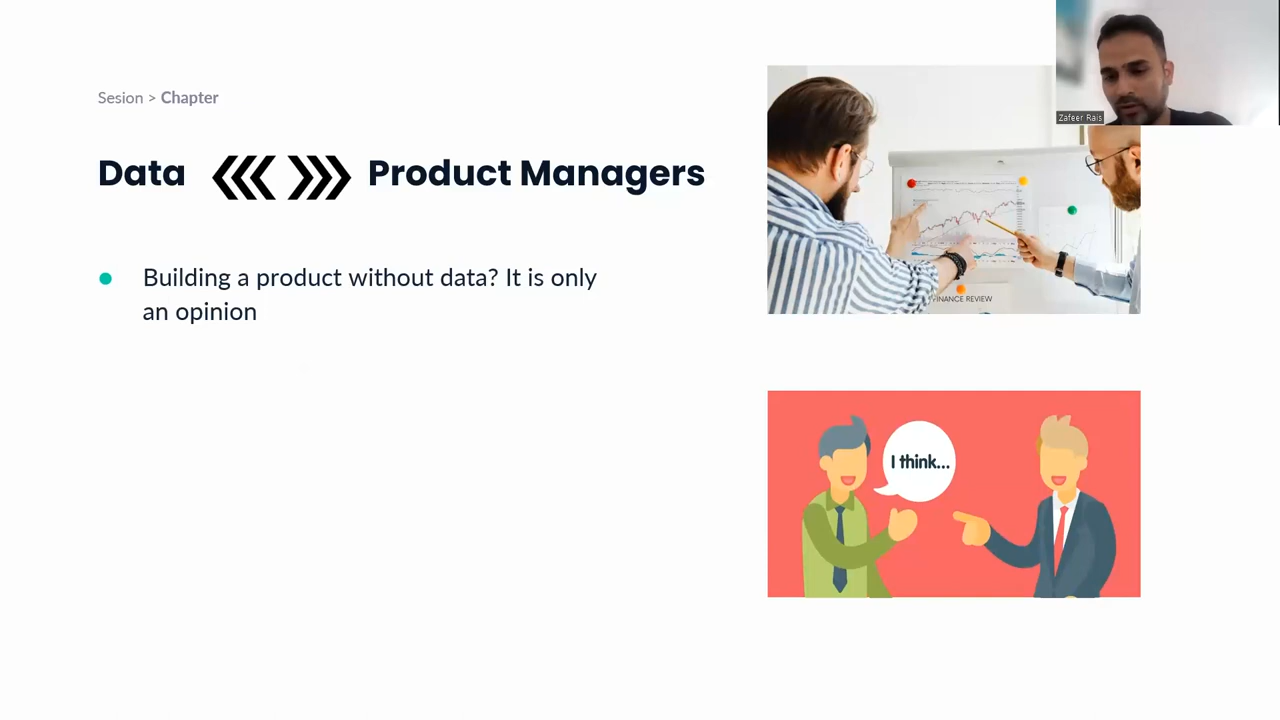 Sesion > Chapter
Data Product Managers
Building a product without data? It is only
an opinion
FINANCE REVIEW
I think...
Zafeer Rais